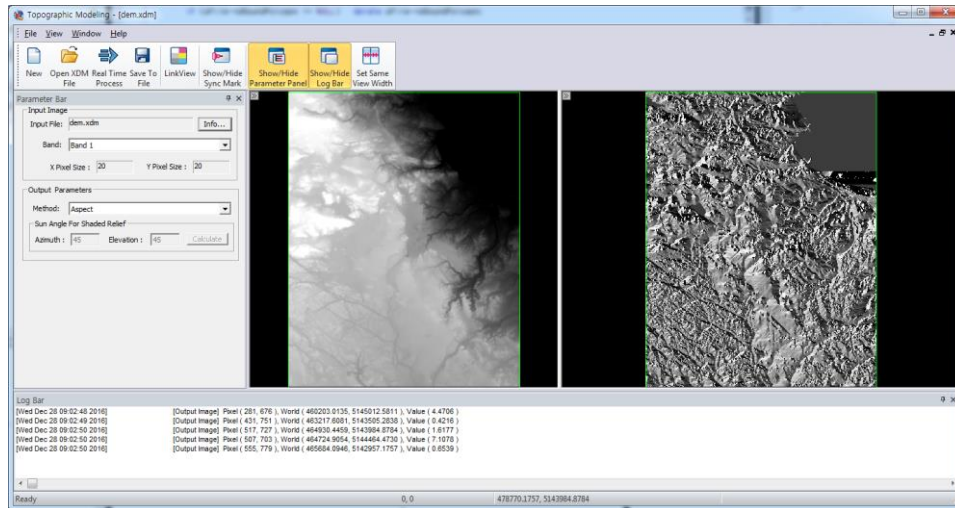 Topographic Modeling - [dem.xdm]
File View Window Help
New Open XDM File Real Time Process Save To File LinkView Show/Hide Sync Mark Show/Hide Parameter Panel Show/Hide Log Bar Set Same View Width
Parameter Bar
Input Image
Input File: dem.xdm Info...
Band: Band 1
X Pixel Size : 20 Y Pixel Size : 20
Output Parameters
Method: Aspect
Sun Angle For Shaded Relief
Azimuth : 45 Elevation : 45 Calculate
Log Bar
[Wed Dec 28 09:02:48 2016] [Output Image] Pixel ( 281, 676 ), World ( 460203.0135, 5145012.5811 ), Value ( 4.4706 )
[Wed Dec 28 09:02:49 2016] [Output Image] Pixel ( 431, 751 ), World ( 463217.6081, 5143505.2838 ), Value ( 0.4216 )
[Wed Dec 28 09:02:50 2016] [Output Image] Pixel ( 517, 727 ), World ( 464930.4459, 5143984.8784 ), Value ( 1.6177 )
[Wed Dec 28 09:02:50 2016] [Output Image] Pixel ( 507, 703 ), World ( 464724.9054, 5144464.4730 ), Value ( 7.1078 )
[Wed Dec 28 09:02:50 2016] [Output Image] Pixel ( 555, 779 ), World ( 465684.0946, 5142957.1757 ), Value ( 0.6539 )
Ready 0, 0 478770.1757, 5143984.8784